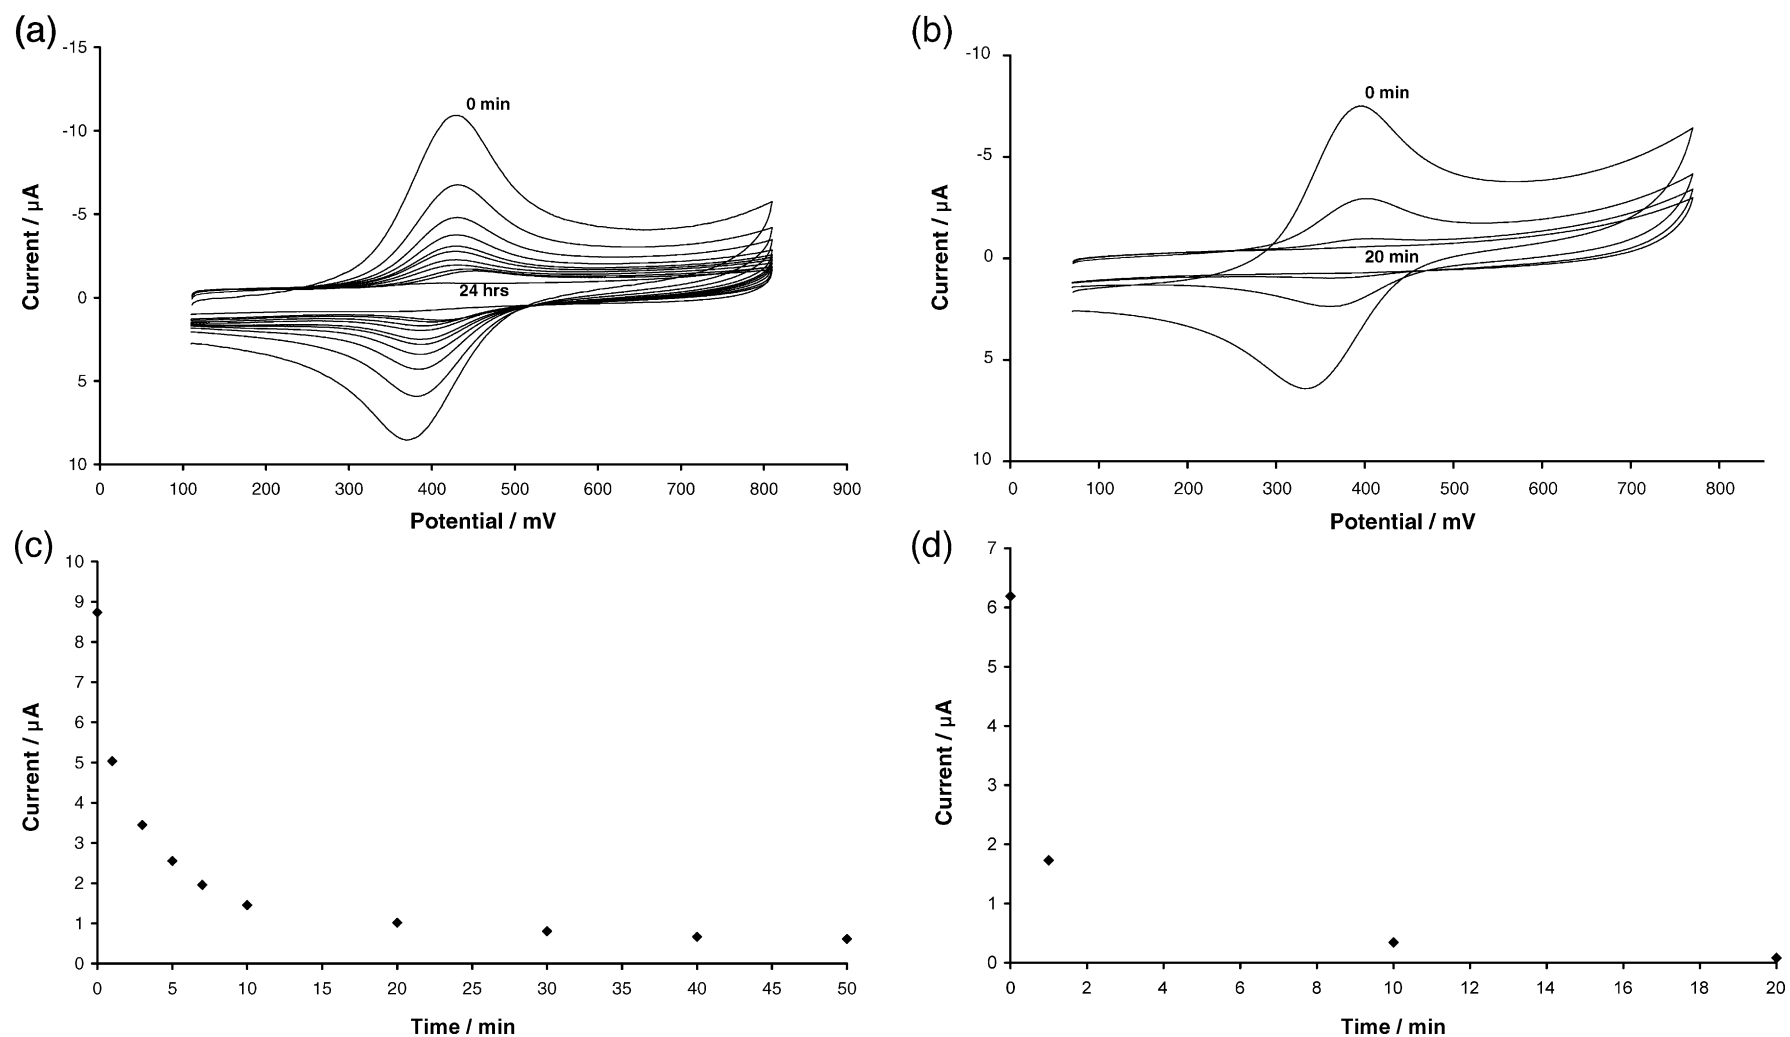 (a)
-15
-10
-5
0
5
10
Current / µA
0 min
24 hrs
0 100 200 300 400 500 600 700 800 900
Potential / mV
(b)
-10
-5
0
5
10
Current / µA
0 min
20 min
0 100 200 300 400 500 600 700 800
Potential / mV
(c)
10
9
8
7
6
5
4
3
2
1
0
Current / µA
0 5 10 15 20 25 30 35 40 45 50
Time / min
(d)
7
6
5
4
3
2
1
0
Current / µA
0 2 4 6 8 10 12 14 16 18 20
Time / min